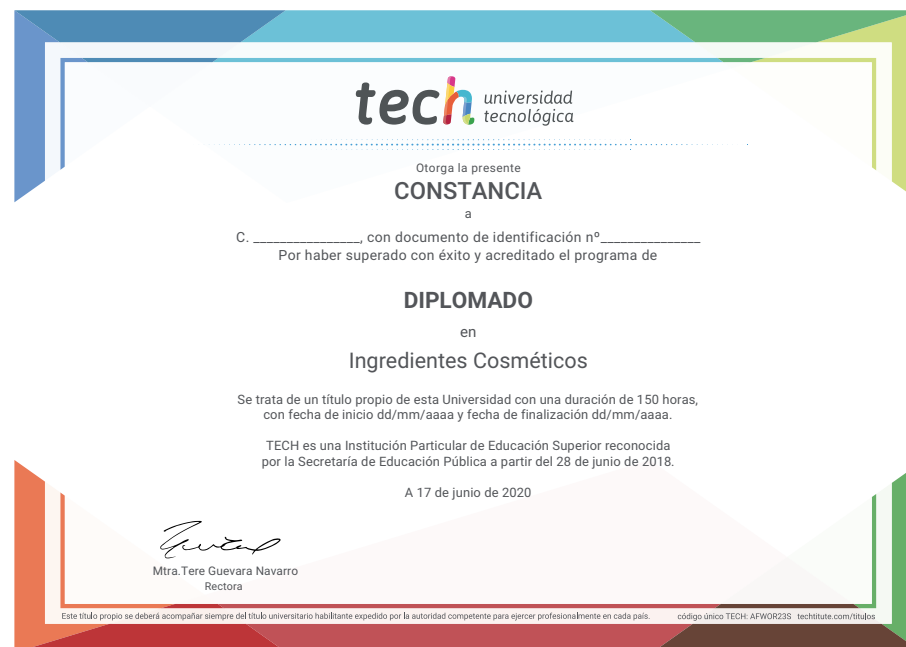 tech universidad
tecnológica
Otorga la presente
CONSTANCIA
a
C. ________________, con documento de identificación nº_______________
Por haber superado con éxito y acreditado el programa de
DIPLOMADO
en
Ingredientes Cosméticos
Se trata de un título propio de esta Universidad con una duración de 150 horas,
con fecha de inicio dd/mm/aaaa y fecha de finalización dd/mm/aaaa.
TECH es una Institución Particular de Educación Superior reconocida
por la Secretaría de Educación Pública a partir del 28 de junio de 2018.
A 17 de junio de 2020
Mtra.Tere Guevara Navarro
Rectora
Este título propio se deberá acompañar siempre del título universitario habilitante expedido por la autoridad competente para ejercer profesionalmente en cada país. código único TECH: AFWOR23S techtitute.com/titulos